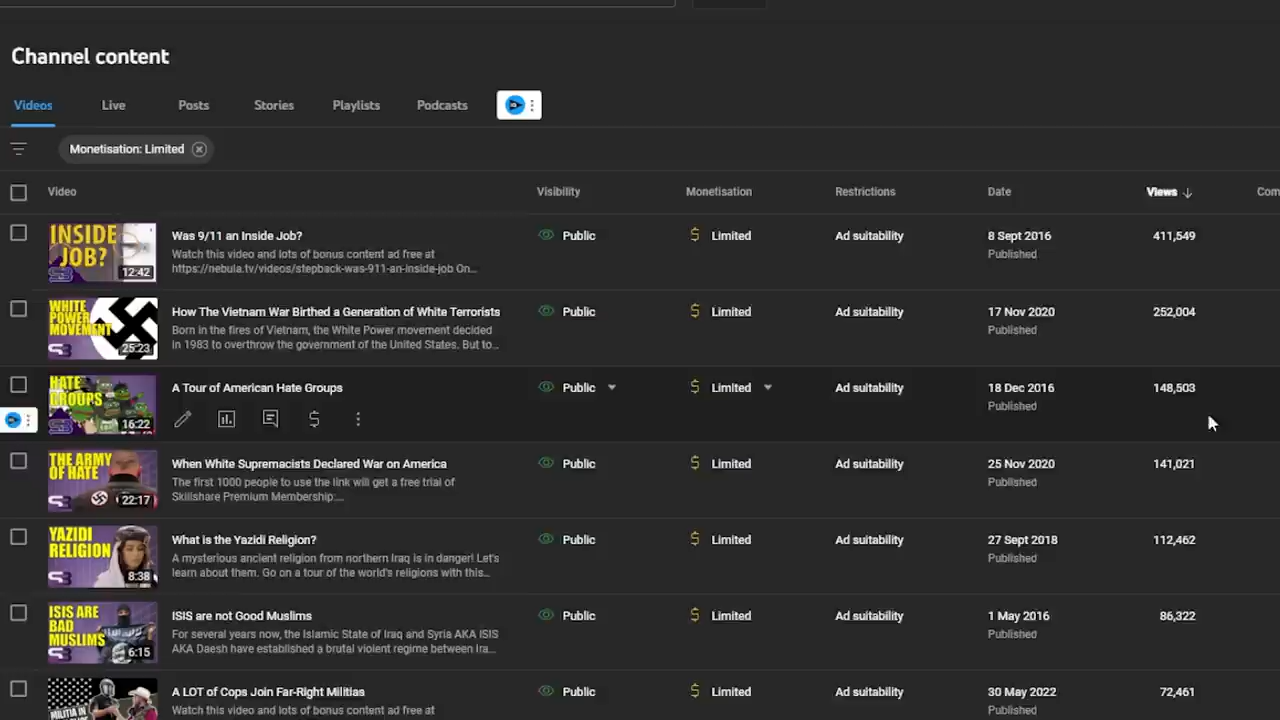 Channel content
Videos Live Posts Stories Playlists Podcasts
Monetisation: Limited
Video Visibility Monetisation Restrictions Date Views Com
INSIDE
JOB?
12:42
Was 9/11 an Inside Job?
Watch this video and lots of bonus content ad free at
https://nebula.tv/videos/stepback-was-911-an-inside-job On...
Public Limited Ad suitability 8 Sept 2016 411,549
Published
WHITE
POWER
MOVEMENT
25:23
How The Vietnam War Birthed a Generation of White Terrorists
Born in the fires of Vietnam, the White Power movement decided
in 1983 to overthrow the government of the United States. But to...
Public Limited Ad suitability 17 Nov 2020 252,004
Published
HATE
GROUPS
16:22
A Tour of American Hate Groups
Public Limited Ad suitability 18 Dec 2016 148,503
Published
THE ARMY
OF HATE
22:17
When White Supremacists Declared War on America
The first 1000 people to use the link will get a free trial of
Skillshare Premium Membership:...
Public Limited Ad suitability 25 Nov 2020 141,021
Published
YAZIDI
RELIGION
8:38
What is the Yazidi Religion?
A mysterious ancient religion from northern Iraq is in danger! Let's
learn about them. Go on a tour of the world's religions with this...
Public Limited Ad suitability 27 Sept 2018 112,462
Published
ISIS ARE
BAD
MUSLIMS
6:15
ISIS are not Good Muslims
For several years now, the Islamic State of Iraq and Syria AKA ISIS
AKA Daesh have established a brutal violent regime between Ira...
Public Limited Ad suitability 1 May 2016 86,322
Published
MILITIA
A LOT of Cops Join Far-Right Militias
Watch this video and lots of bonus content ad free at
Public Limited Ad suitability 30 May 2022 72,461
Published